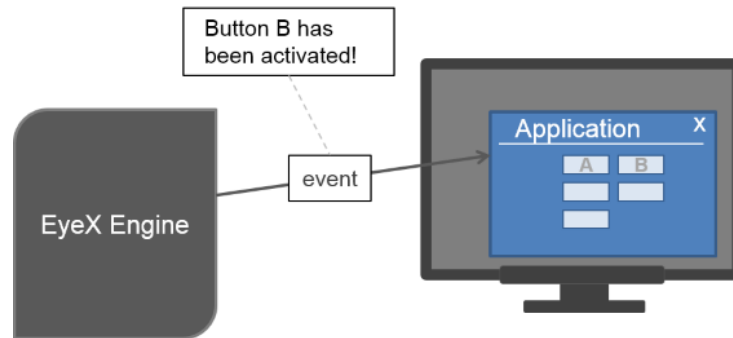 Button B has
been activated!
Application X
A B
event
EyeX Engine